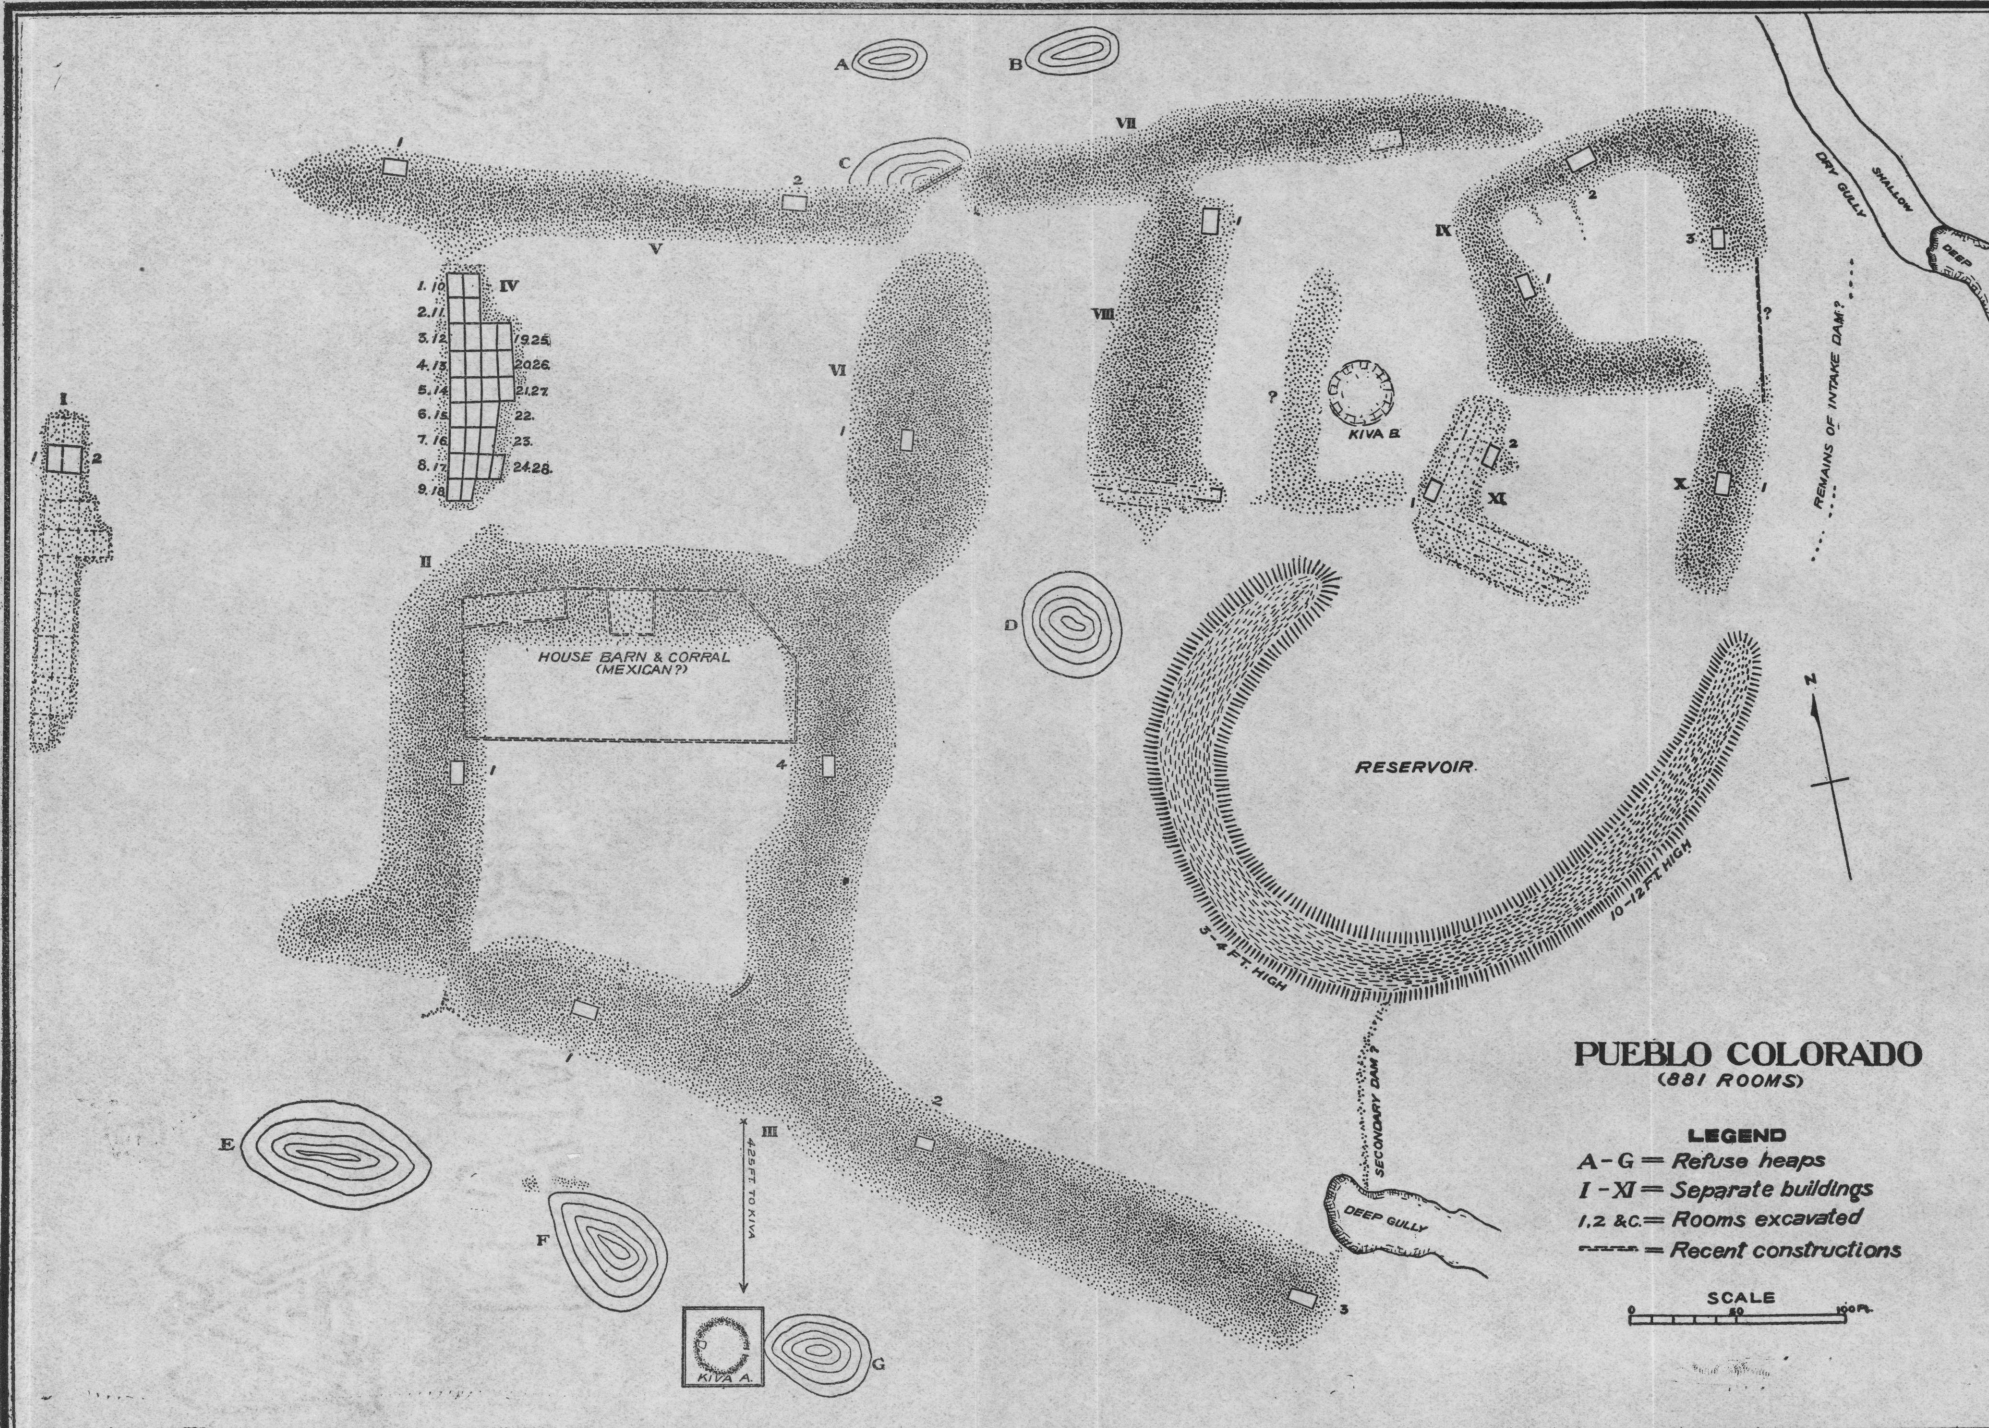 A
B
VII
1
C
2
V
DRY GULLY
SHALLOW
DEEP
1
2
IX
3
1. 10.
IV
2. 11.
3. 12.
19.25.
4. 13.
20.26.
5. 14.
21.27.
6. 15.
22.
7. 16.
23.
8. 17.
24.28.
9. 18.
VI
1
VIII
1
?
?
KIVA B.
REMAINS OF INTAKE DAM?
I
1
2
2
1
XI
X
1
II
HOUSE BARN & CORRAL
(MEXICAN?)
D
N
1
4
RESERVOIR.
10-12 FT. HIGH
3-4 FT. HIGH
1
SECONDARY DAM ?
PUEBLO COLORADO
(881 ROOMS)
2
III
E
425 FT. TO KIVA
F
DEEP GULLY
3
LEGEND
A-G = Refuse heaps
I-XI = Separate buildings
1,2 &C. = Rooms excavated
= Recent constructions
SCALE
0 50 100 Ft.
KIVA A.
G